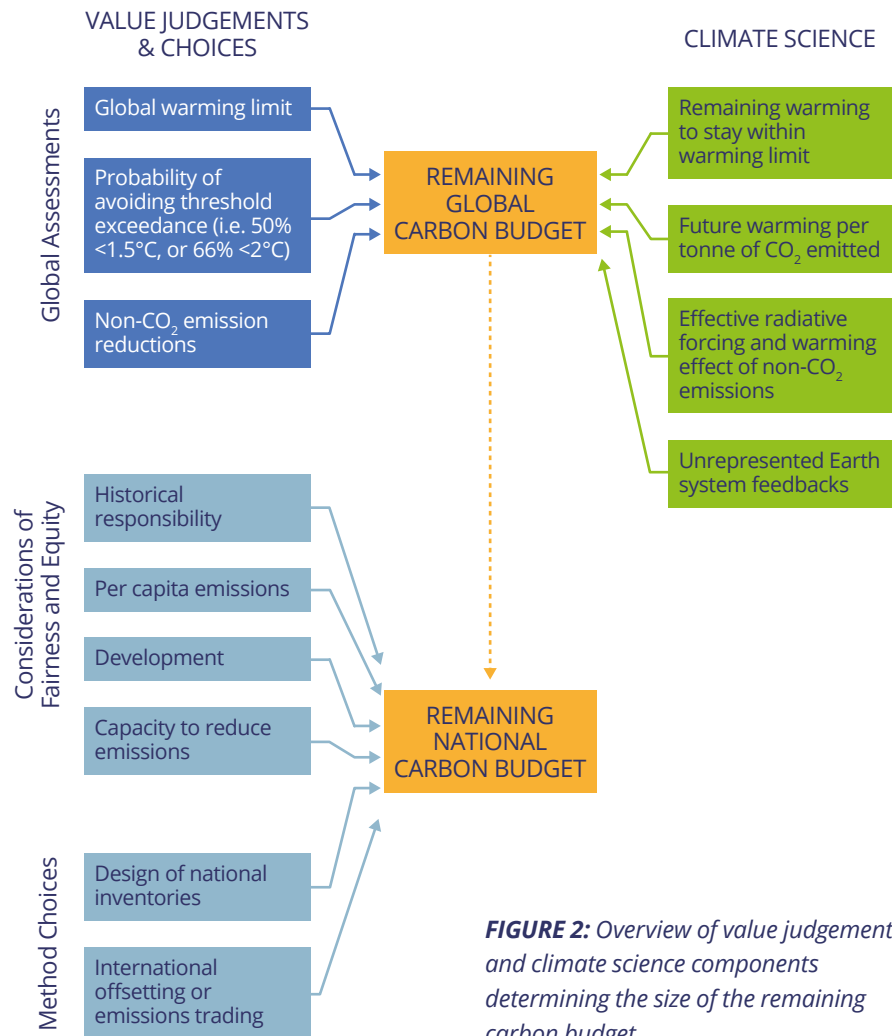 VALUE JUDGEMENTS
& CHOICES
CLIMATE SCIENCE
Global Assessments
Global warming limit
Probability of
avoiding threshold
exceedance (i.e. 50%
<1.5°C, or 66% <2°C)
Non-CO₂ emission
reductions
REMAINING
GLOBAL
CARBON BUDGET
Remaining warming
to stay within
warming limit
Future warming per
tonne of CO₂ emitted
Effective radiative
forcing and warming
effect of non-CO₂
emissions
Unrepresented Earth
system feedbacks
Considerations of
Fairness and Equity
Historical
responsibility
Per capita emissions
Development
Capacity to reduce
emissions
REMAINING
NATIONAL
CARBON BUDGET
Method Choices
Design of national
inventories
International
offsetting or
emissions trading
FIGURE 2: Overview of value judgement
and climate science components
determining the size of the remaining
carbon budget